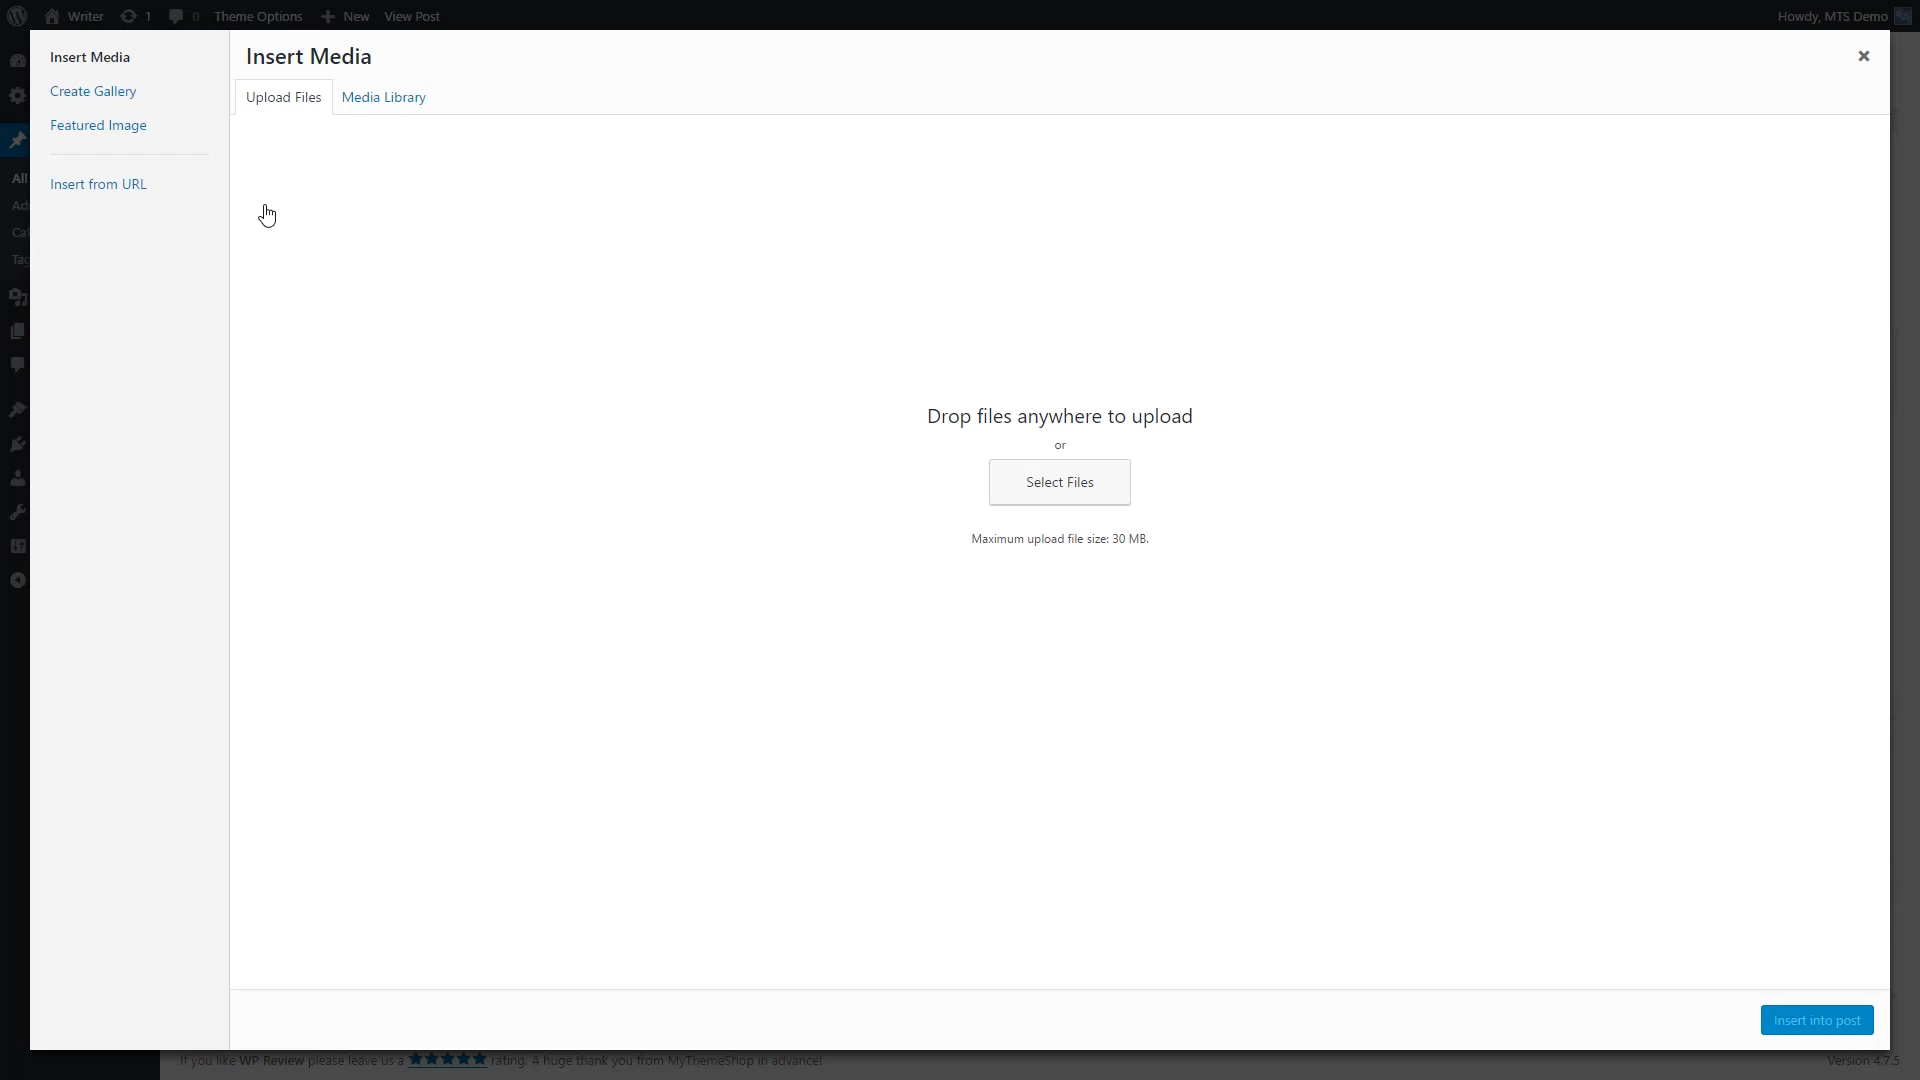 Writer 1 0 Theme Options New View Post Howdy, MTS Demo
Insert Media
Create Gallery
Featured Image
Insert from URL
Insert Media
Upload Files Media Library
Drop files anywhere to upload
or
Select Files
Maximum upload file size: 30 MB.
Insert into post
All
If you like WP Review please leave us a rating. A huge thank you from MyThemeShop in advance!
Version 4.7.5